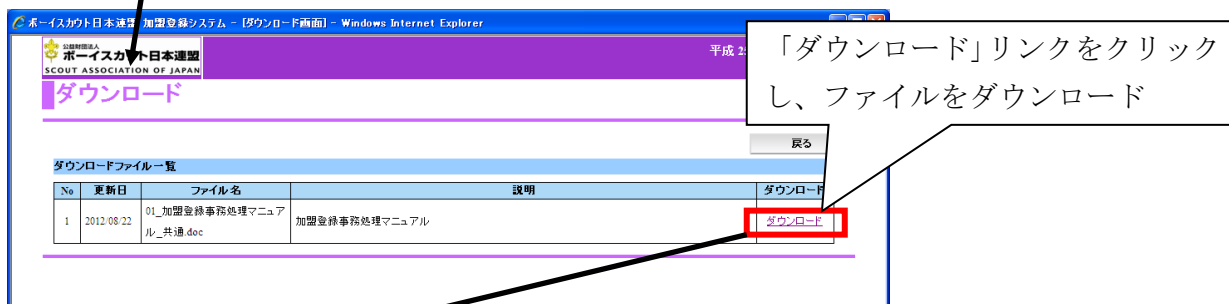 ボーイスカウト日本連盟 加盟登録システム - [ダウンロード画面] - Windows Internet Explorer
公益財団法人
ボーイスカウト日本連盟
SCOUT ASSOCIATION OF JAPAN
平成
「ダウンロード」リンクをクリック
し、ファイルをダウンロード
ダウンロード
戻る
ダウンロードファイル一覧
No 更新日 ファイル名 説明 ダウンロード
1 2012/08/22 01_加盟登録事務処理マニュアル_共通.doc 加盟登録事務処理マニュアル ダウンロード